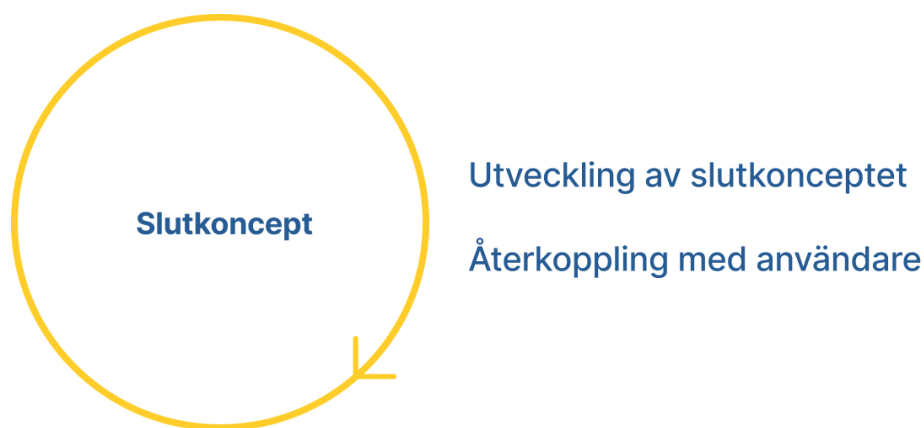 Slutkoncept
Utveckling av slutkonceptet
Återkoppling med användare